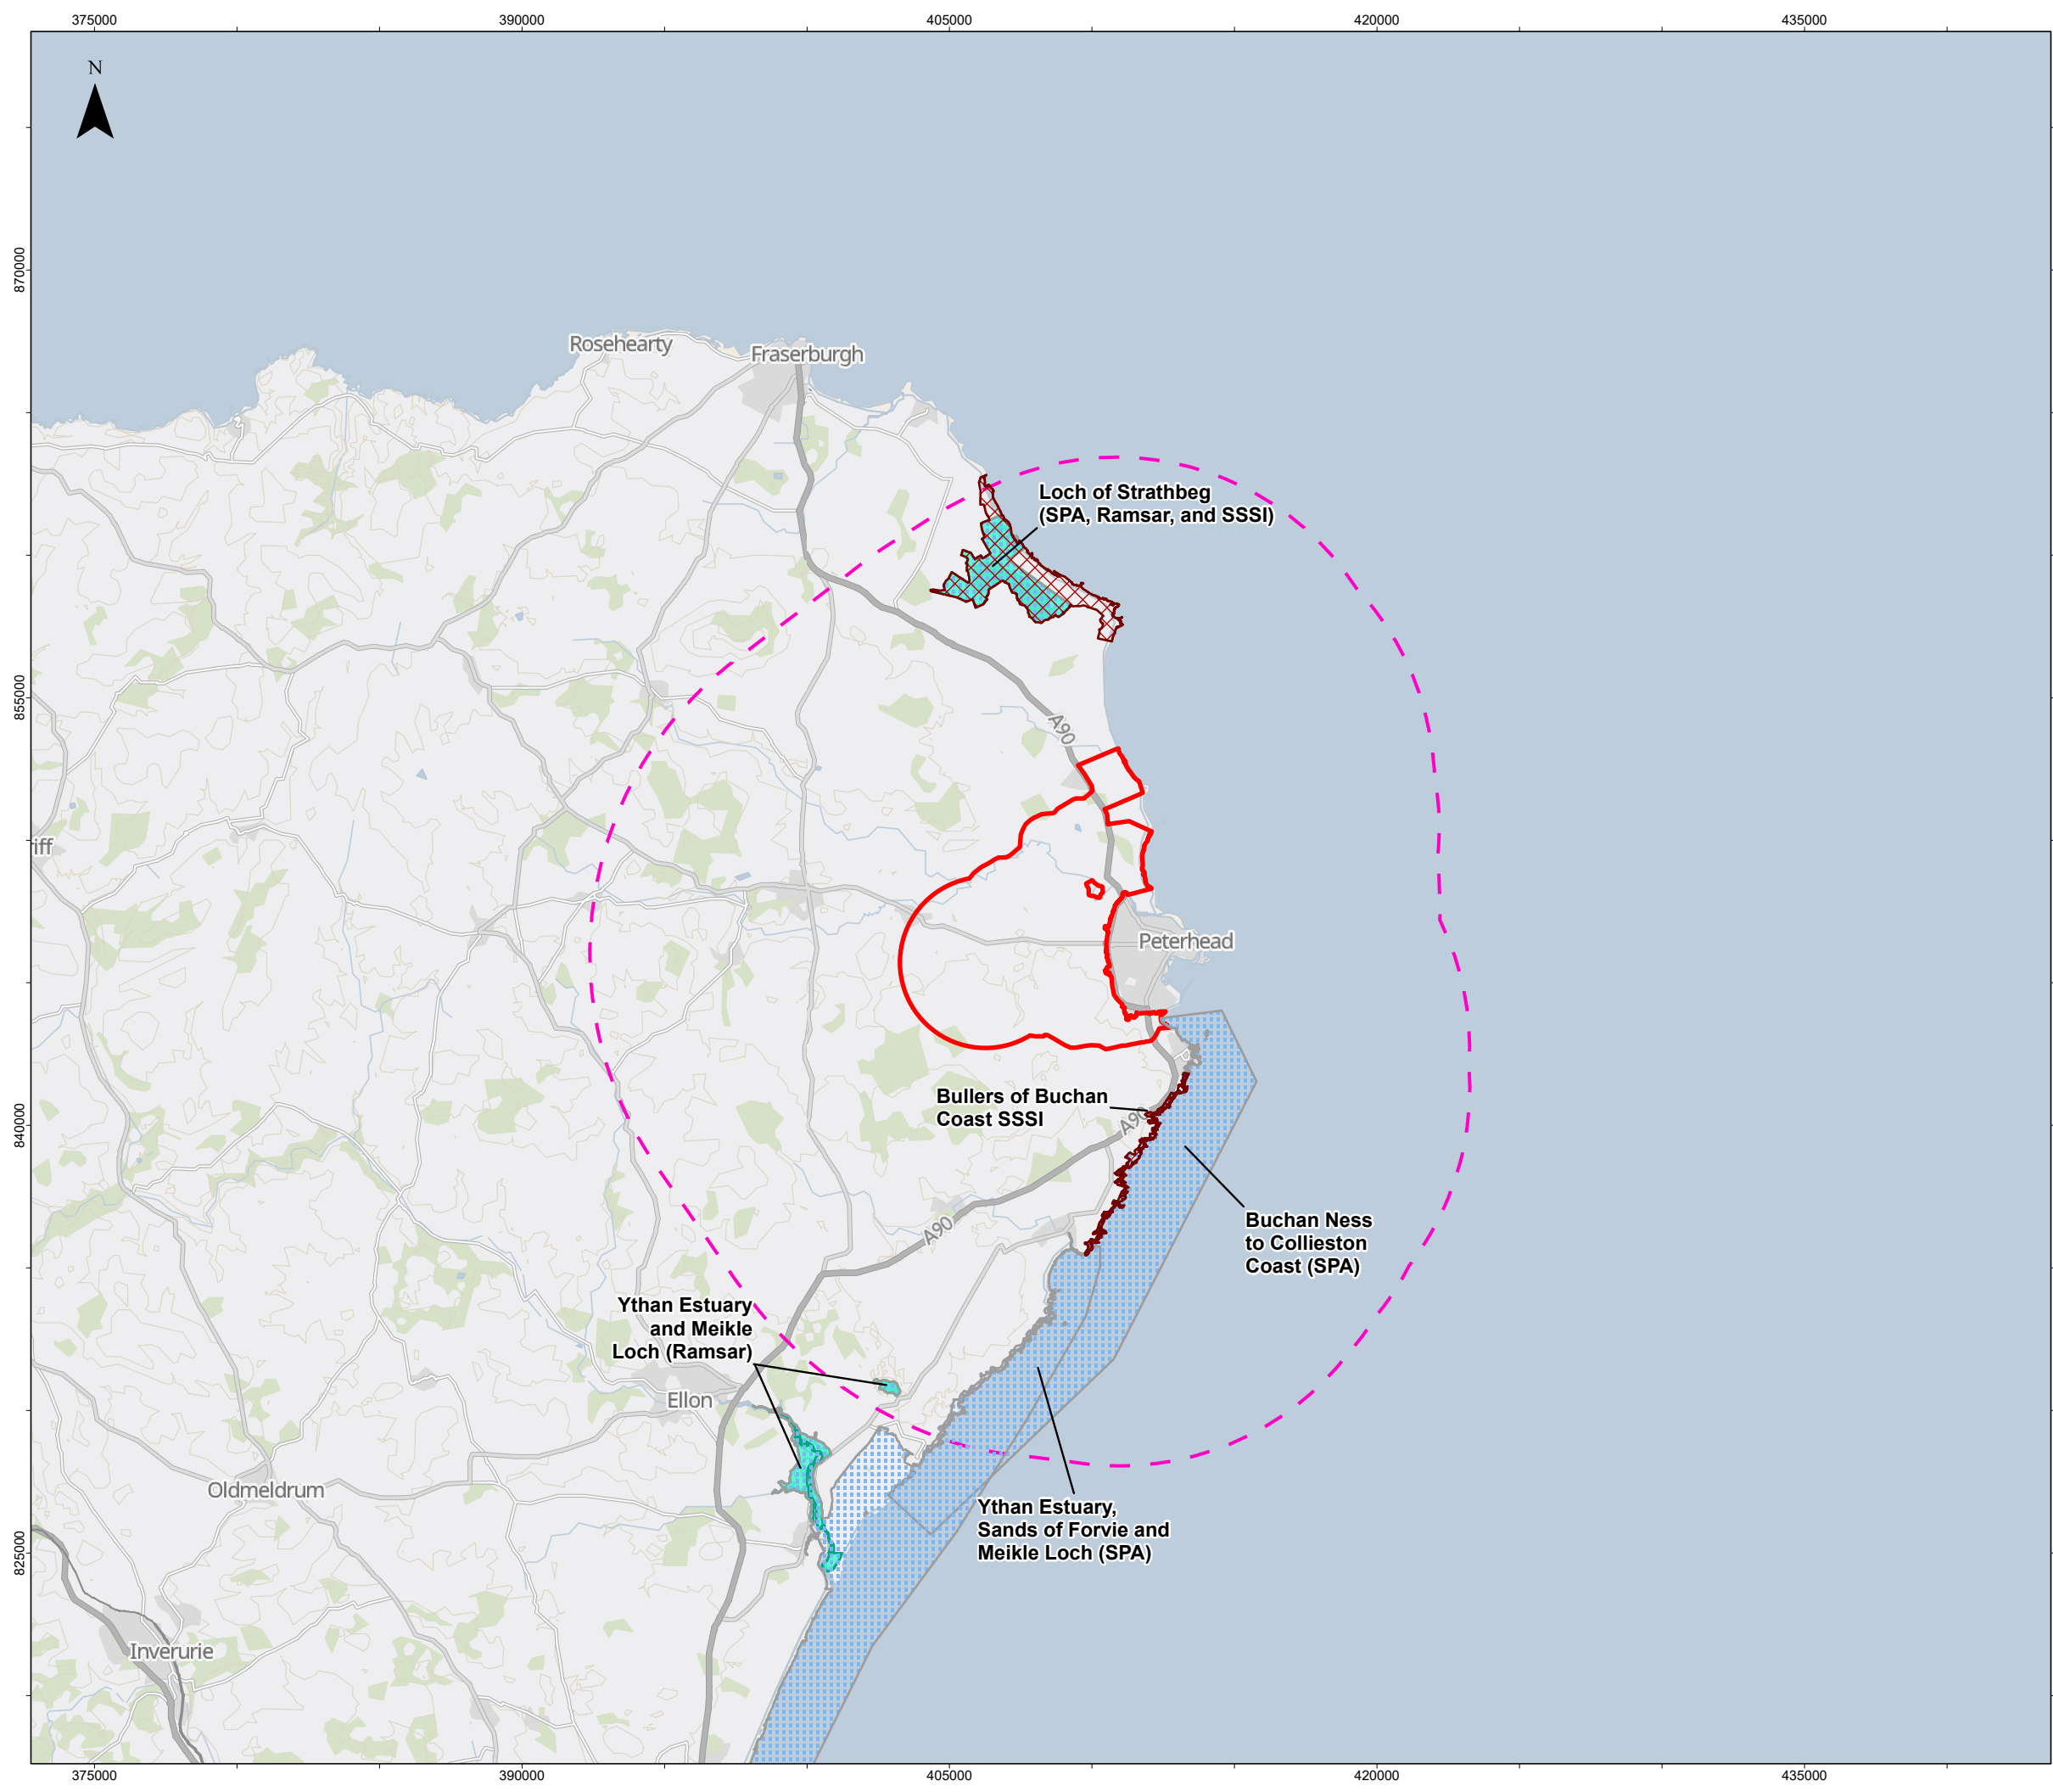 375000
390000
405000
420000
435000
N
870000
Rosehearty
Fraserburgh
Loch of Strathbeg
(SPA, Ramsar, and SSSI)
855000
A90
riff
Peterhead
Bullers of Buchan
Coast SSSI
840000
A90
Buchan Ness
to Collieston
Coast (SPA)
A90
Ythan Estuary
and Meikle
Loch (Ramsar)
Ellon
Oldmeldrum
Ythan Estuary,
Sands of Forvie and
Meikle Loch (SPA)
825000
Inverurie
375000
390000
405000
420000
435000